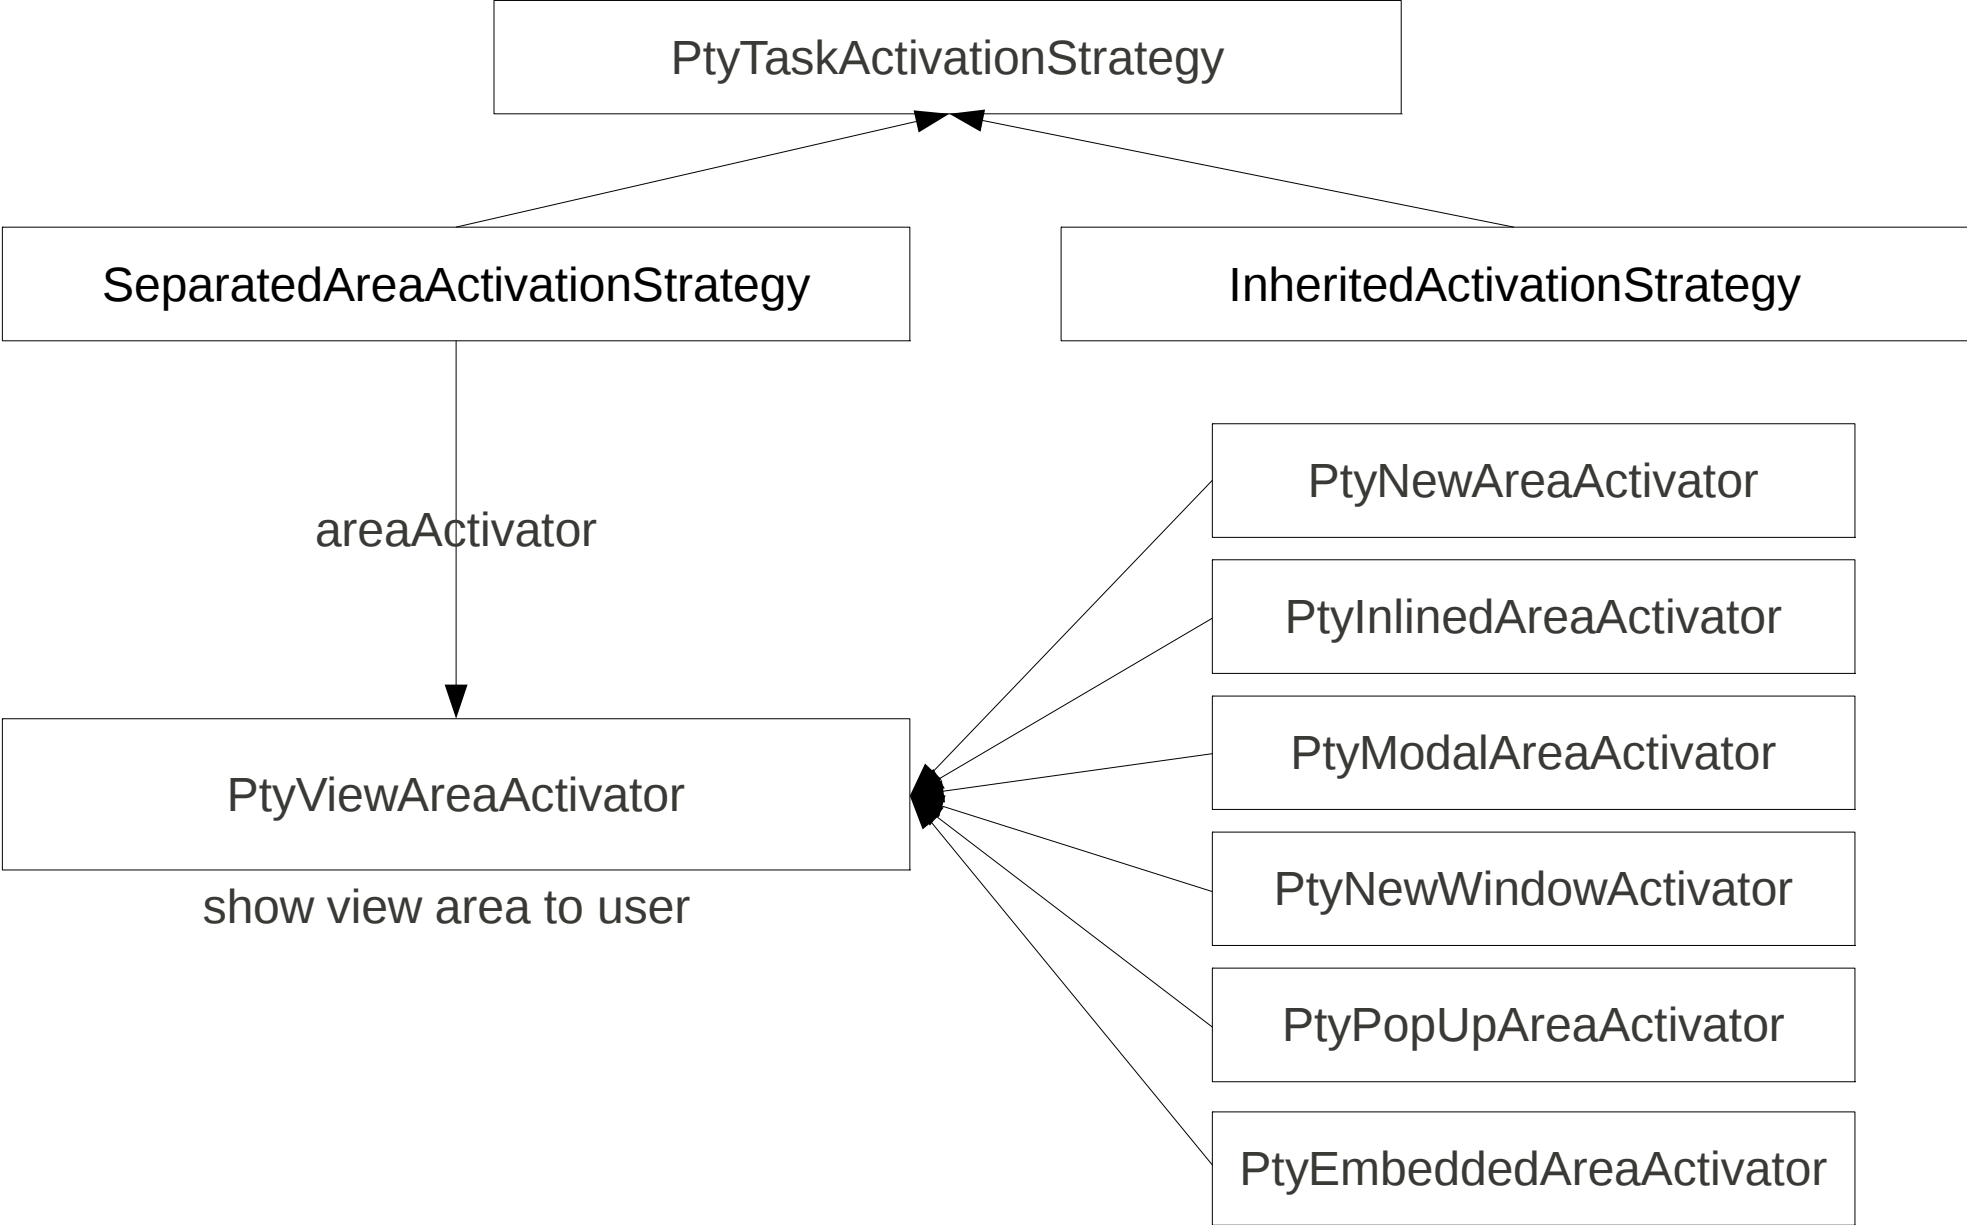 PtyTaskActivationStrategy
SeparatedAreaActivationStrategy
InheritedActivationStrategy
areaActivator
PtyViewAreaActivator
show view area to user
PtyNewAreaActivator
PtyInlinedAreaActivator
PtyModalAreaActivator
PtyNewWindowActivator
PtyPopUpAreaActivator
PtyEmbeddedAreaActivator